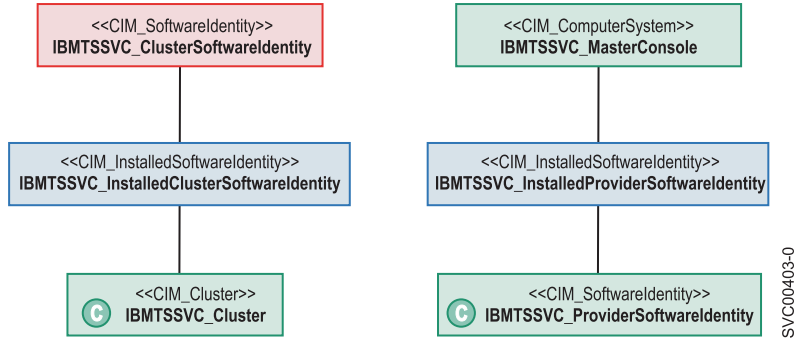 <<CIM_SoftwareIdentity>>
IBMTSSVC_ClusterSoftwareIdentity
<<CIM_InstalledSoftwareIdentity>>
IBMTSSVC_InstalledClusterSoftwareIdentity
C
<<CIM_Cluster>>
IBMTSSVC_Cluster
<<CIM_ComputerSystem>>
IBMTSSVC_MasterConsole
<<CIM_InstalledSoftwareIdentity>>
IBMTSSVC_InstalledProviderSoftwareIdentity
C
<<CIM_SoftwareIdentity>>
IBMTSSVC_ProviderSoftwareIdentity
SVC00403-0